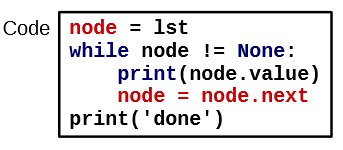 Code
node = lst
while node != None:
    print(node.value)
    node = node.next
print('done')